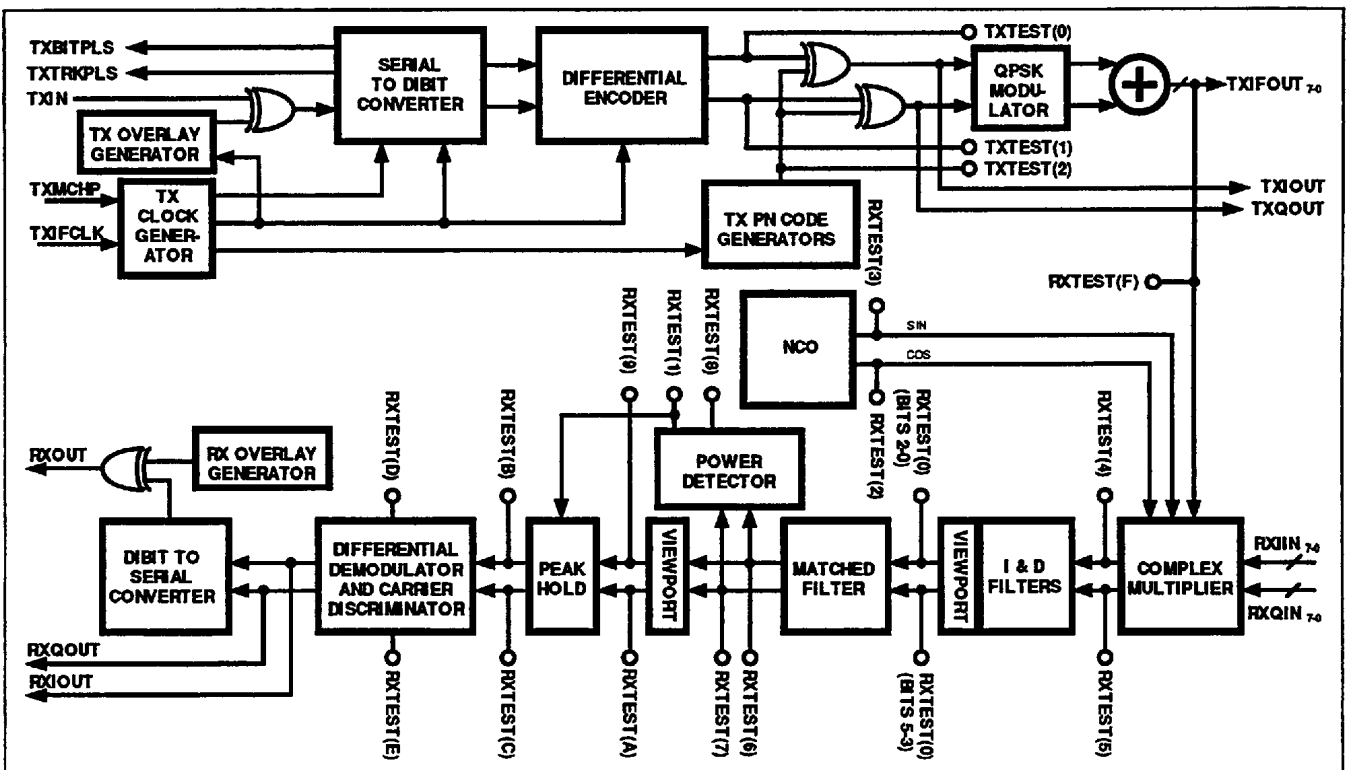 TXBITPLS
TXTRKPLS
TXIN
TX OVERLAY
GENERATOR
TXMCHP
TXIFCLK
TX
CLOCK
GENER-
ATOR
SERIAL
TO DIBIT
CONVERTER
DIFFERENTIAL
ENCODER
TXTEST(0)
QPSK
MODU-
LATOR
TXIFOUT 7-0
TXTEST(1)
TXTEST(2)
TXIOUT
TXQOUT
TX PN CODE
GENERATORS
RXTEST(3)
RXTEST(F)
NCO
SIN
COS
RXTEST(2)
RXTEST(9)
RXTEST(1)
RXTEST(8)
RXTEST(D)
RXTEST(B)
RXTEST(0)
(BITS 2-0)
RXTEST(4)
RXOUT
RX OVERLAY
GENERATOR
POWER
DETECTOR
DIBIT TO
SERIAL
CONVERTER
DIFFERENTIAL
DEMODULATOR
AND CARRIER
DISCRIMINATOR
PEAK
HOLD
VIEWPORT
MATCHED
FILTER
VIEWPORT
I & D
FILTERS
COMPLEX
MULTIPLIER
RXIIN 7-0
RXQIN 7-0
RXQOUT
RXIOUT
RXTEST(E)
RXTEST(C)
RXTEST(A)
RXTEST(7)
RXTEST(6)
RXTEST(0)
(BITS 5-3)
RXTEST(5)